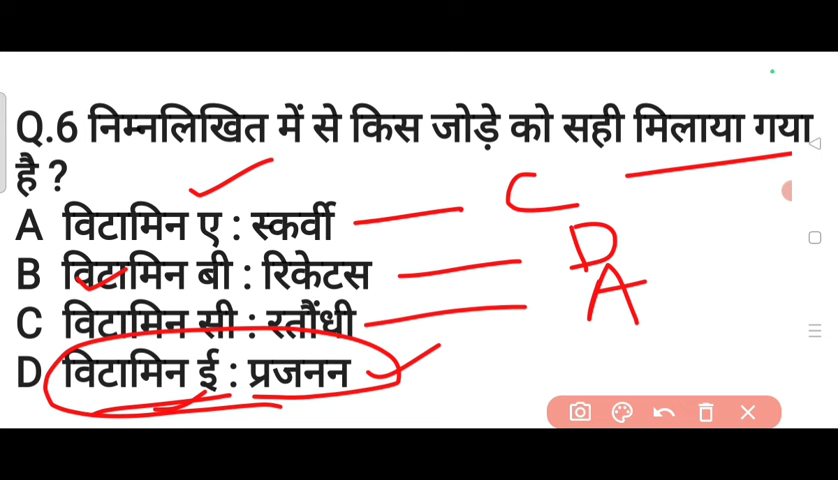 Q.6 निम्नलिखित में से किस जोड़े को सही मिलाया गया
है ?
A विटामिन ए : स्कर्वी C
B विटामिन बी : रिकेटस D
C विटामिन सी : रतौंधी A
D विटामिन ई : प्रजनन